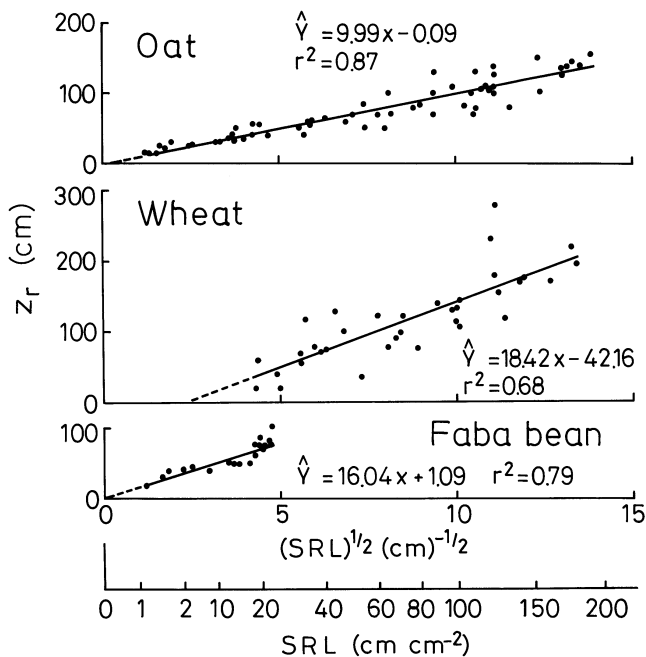 200
Oat
Ŷ =9.99x-0.09
r²=0.87
100
0
300
Wheat
200
zr (cm)
100
Ŷ =18.42x-42.16
r²=0.68
0
100
Faba bean
Ŷ =16.04x+1.09 r²=0.79
0
0 5 10 15
(SRL)^1/2 (cm)^-1/2
0 1 2 10 20 40 60 80 100 150 200
SRL (cm cm⁻²)